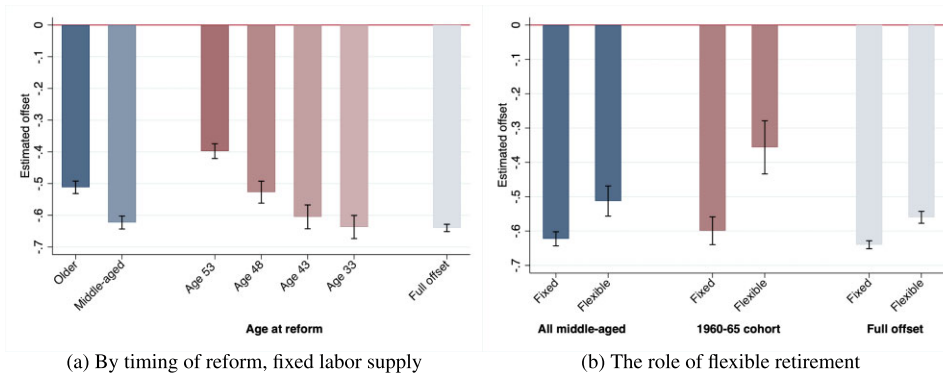 0
-.1
-.2
-.3
-.4
-.5
-.6
-.7
Estimated offset
Older
Middle-aged
Age 53
Age 48
Age 43
Age 33
Full offset
Age at reform
(a) By timing of reform, fixed labor supply
0
-.1
-.2
-.3
-.4
-.5
-.6
-.7
Estimated offset
Fixed
Flexible
Fixed
Flexible
Fixed
Flexible
All middle-aged 1960-65 cohort Full offset
(b) The role of flexible retirement